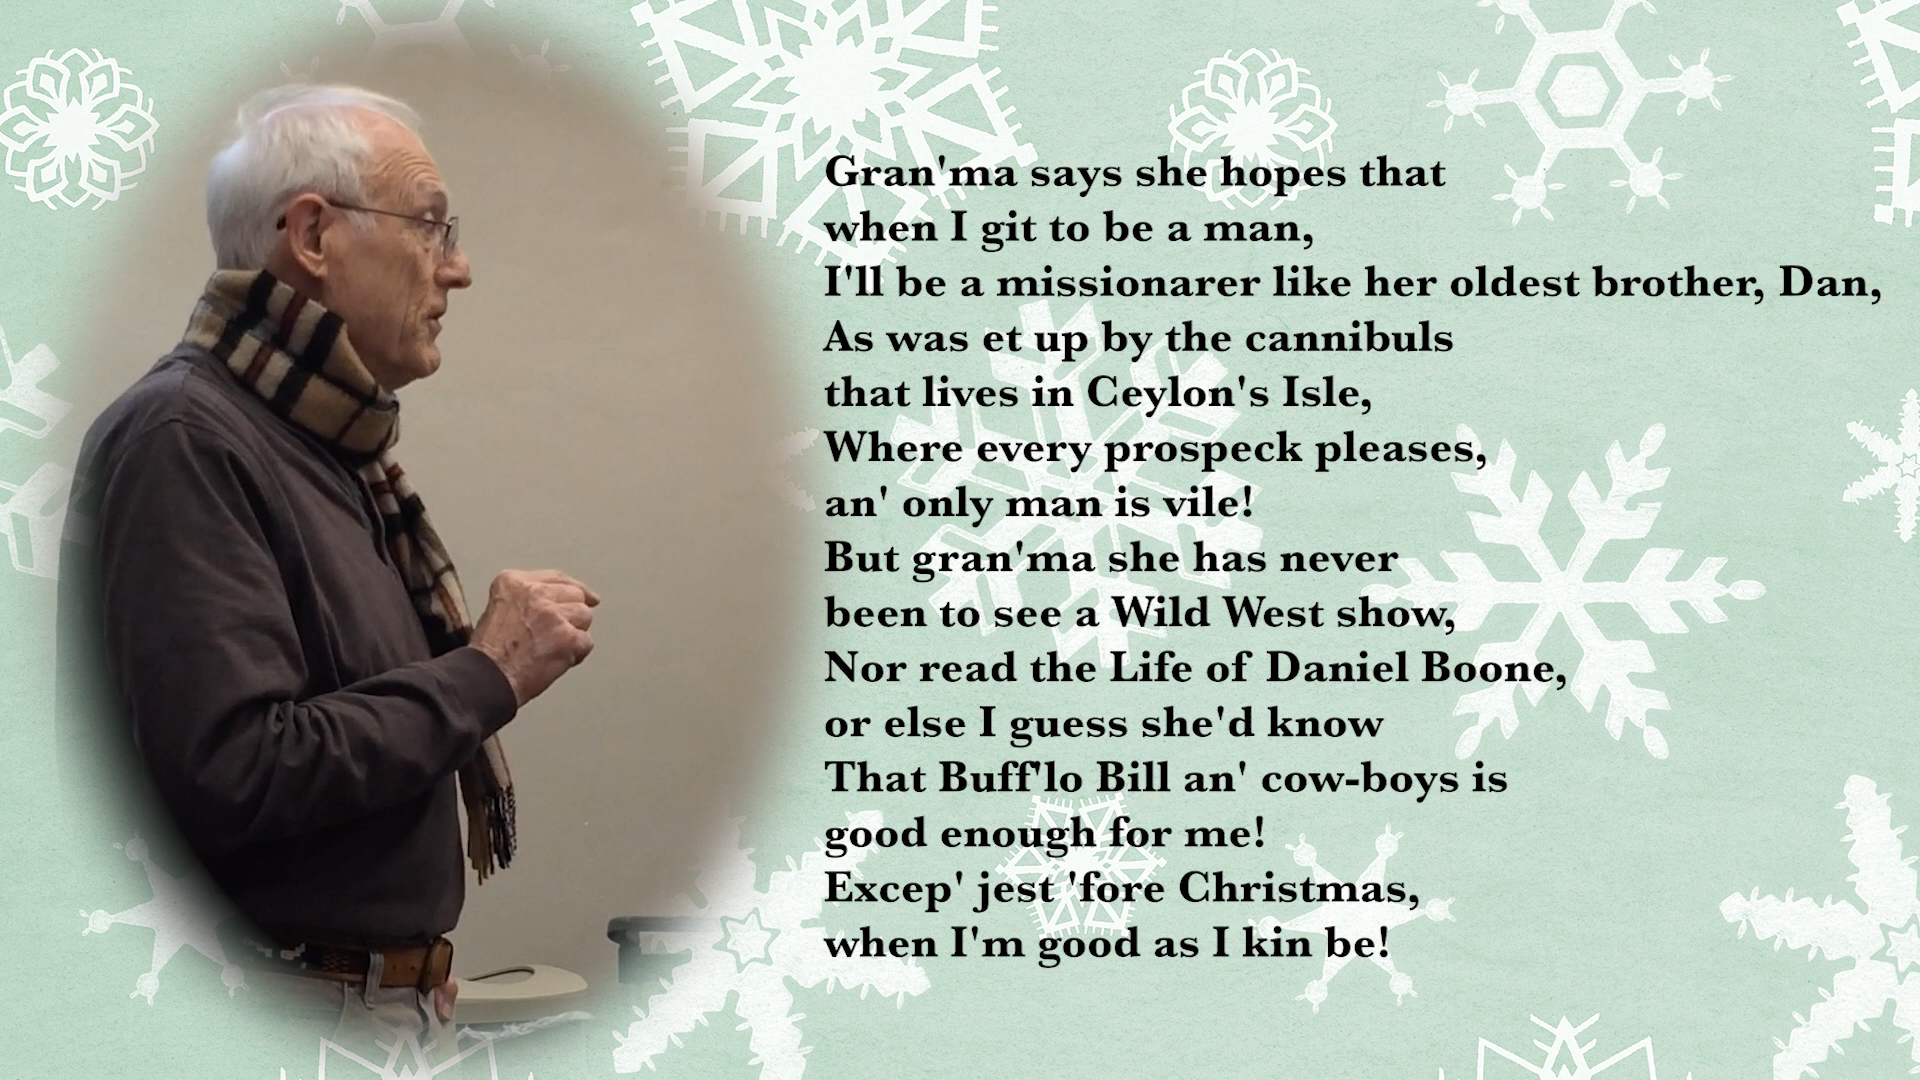 Gran'ma says she hopes that
when I git to be a man,
I'll be a missionarer like her oldest brother, Dan,
As was et up by the cannibuls
that lives in Ceylon's Isle,
Where every prospeck pleases,
an' only man is vile!
But gran'ma she has never
been to see a Wild West show,
Nor read the Life of Daniel Boone,
or else I guess she'd know
That Buff'lo Bill an' cow-boys is
good enough for me!
Excep' jest 'fore Christmas,
when I'm good as I kin be!